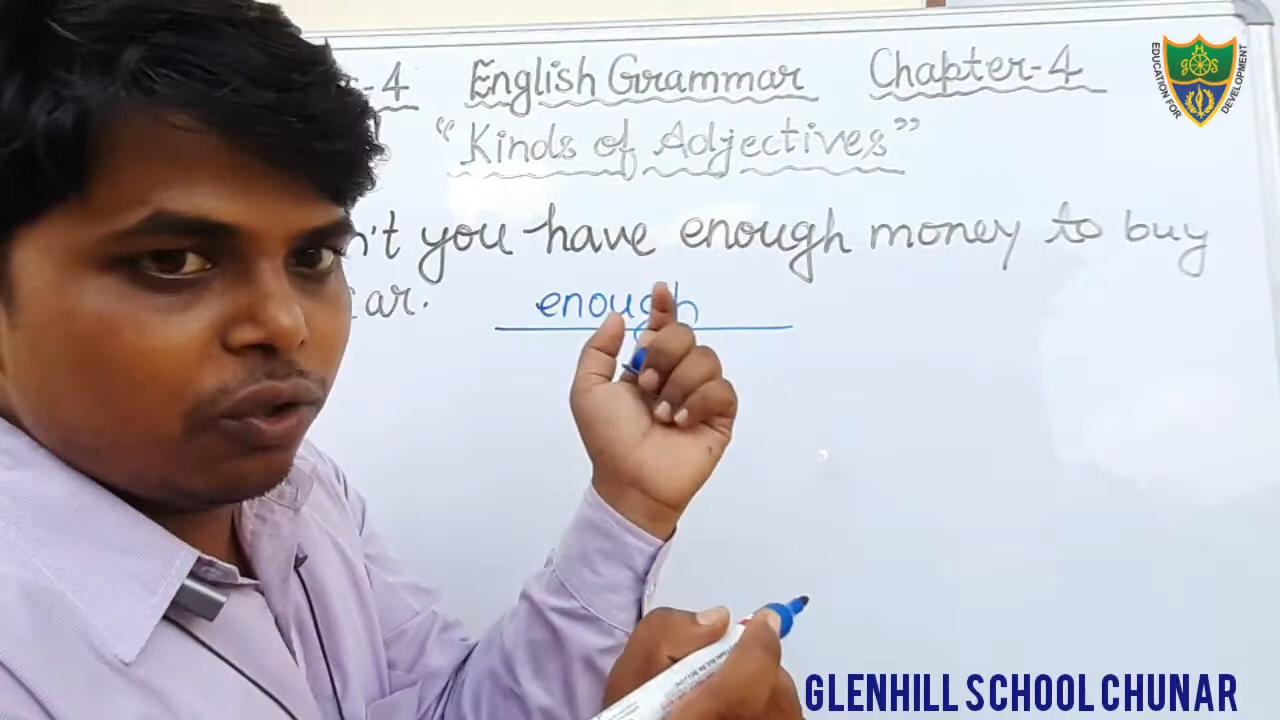 -4 English Grammar Chapter-4
"Kinds of Adjectives"
n't you have enough money to buy
car.
enough
EDUCATION FOR DEVELOPMENT
G H S
GLENHILL SCHOOL CHUNAR